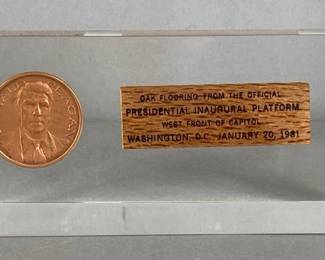 OAK FLOORING FROM THE OFFICIAL
PRESIDENTIAL INAUGURAL PLATFORM
WEST FRONT OF CAPITOL
WASHINGTON D.C. JANUARY 20, 1981